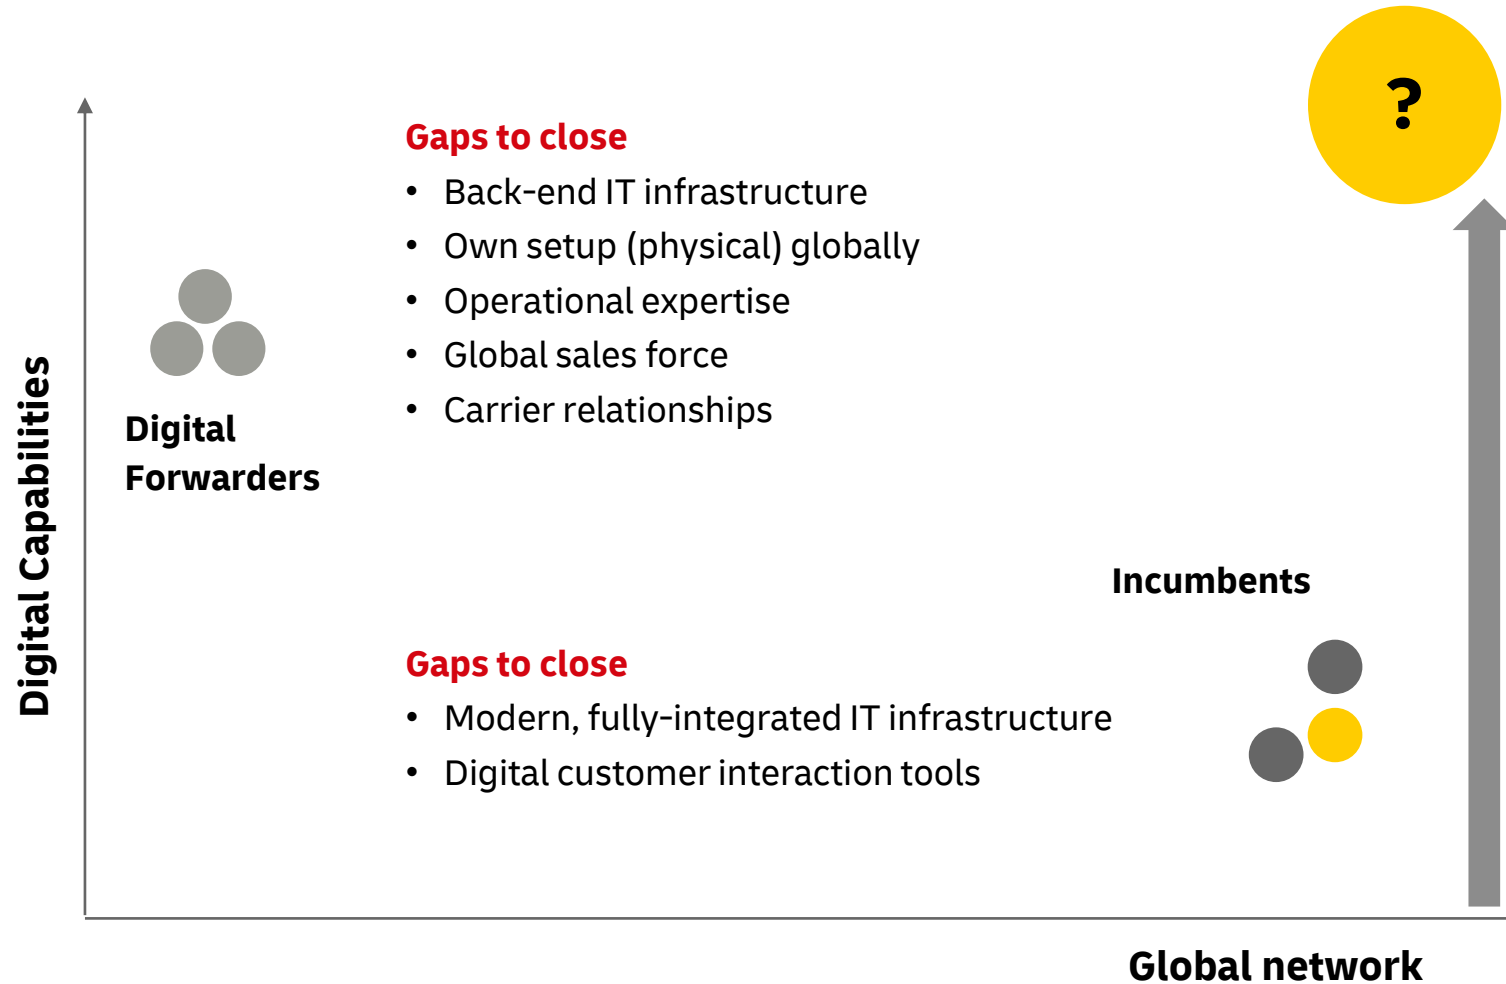 ?
Gaps to close
• Back-end IT infrastructure
• Own setup (physical) globally
• Operational expertise
• Global sales force
• Carrier relationships
Digital
Forwarders
Digital Capabilities
Incumbents
Gaps to close
• Modern, fully-integrated IT infrastructure
• Digital customer interaction tools
Global network